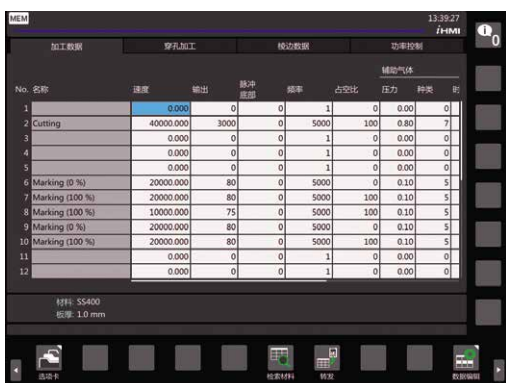 MEM
13:39:27
iHMI
0
加工数据 穿孔加工 棱边数据 功率控制
辅助气体
No. 名称 速度 输出 脉冲底部 频率 占空比 压力 种类 时
1 0.000 0 0 1 0 0.00 0
2 Cutting 40000.000 3000 0 5000 100 0.80 7
3 0.000 0 0 1 0 0.00 0
4 0.000 0 0 1 0 0.00 0
5 0.000 0 0 1 0 0.00 0
6 Marking (0 %) 20000.000 80 0 5000 0 0.10 5
7 Marking (100 %) 20000.000 80 0 5000 100 0.10 5
8 Marking (100 %) 10000.000 75 0 5000 100 0.10 5
9 Marking (0 %) 20000.000 80 0 5000 0 0.10 5
10 Marking (100 %) 20000.000 80 0 5000 100 0.10 5
11 0.000 0 0 1 0 0.00 0
12 0.000 0 0 1 0 0.00 0
材料: SS400
板厚: 1.0 mm
选项卡 检索材料 转发 数据编辑